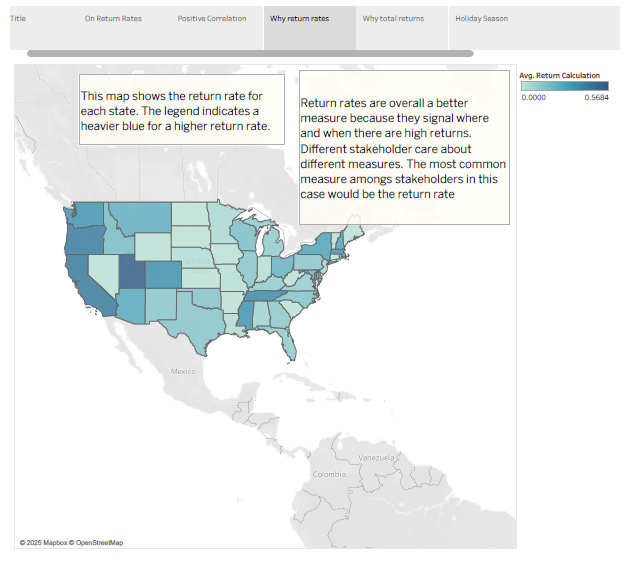 Title
On Return Rates
Positive Correlation
Why return rates
Why total returns
Holiday Season
This map shows the return rate for
each state. The legend indicates a
heavier blue for a higher return rate.
Return rates are overall a better
measure because they signal where
and when there are high returns.
Different stakeholder care about
different measures. The most common
measure amongs stakeholders in this
case would be the return rate
Avg. Return Calculation
0.0000
0.5684
United
States
Mexico
Venezuela
Colombia
© 2025 Mapbox © OpenStreetMap